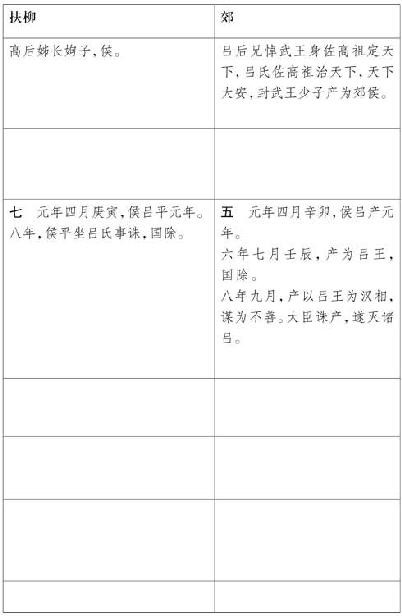 扶柳
郊
高后姊长姁子，侯。
吕后兄悼武王身佐高祖定天
下，吕氏佐高祖治天下，天下
大安，封武王少子产为郊侯。
七　元年四月庚寅，侯吕平元年。
八年，侯平坐吕氏事诛，国除。
五　元年四月辛卯，侯吕产元
年。
六年七月壬辰，产为吕王，
国除。
八年九月，产以吕王为汉相，
谋为不善。大臣诛产，遂灭诸
吕。